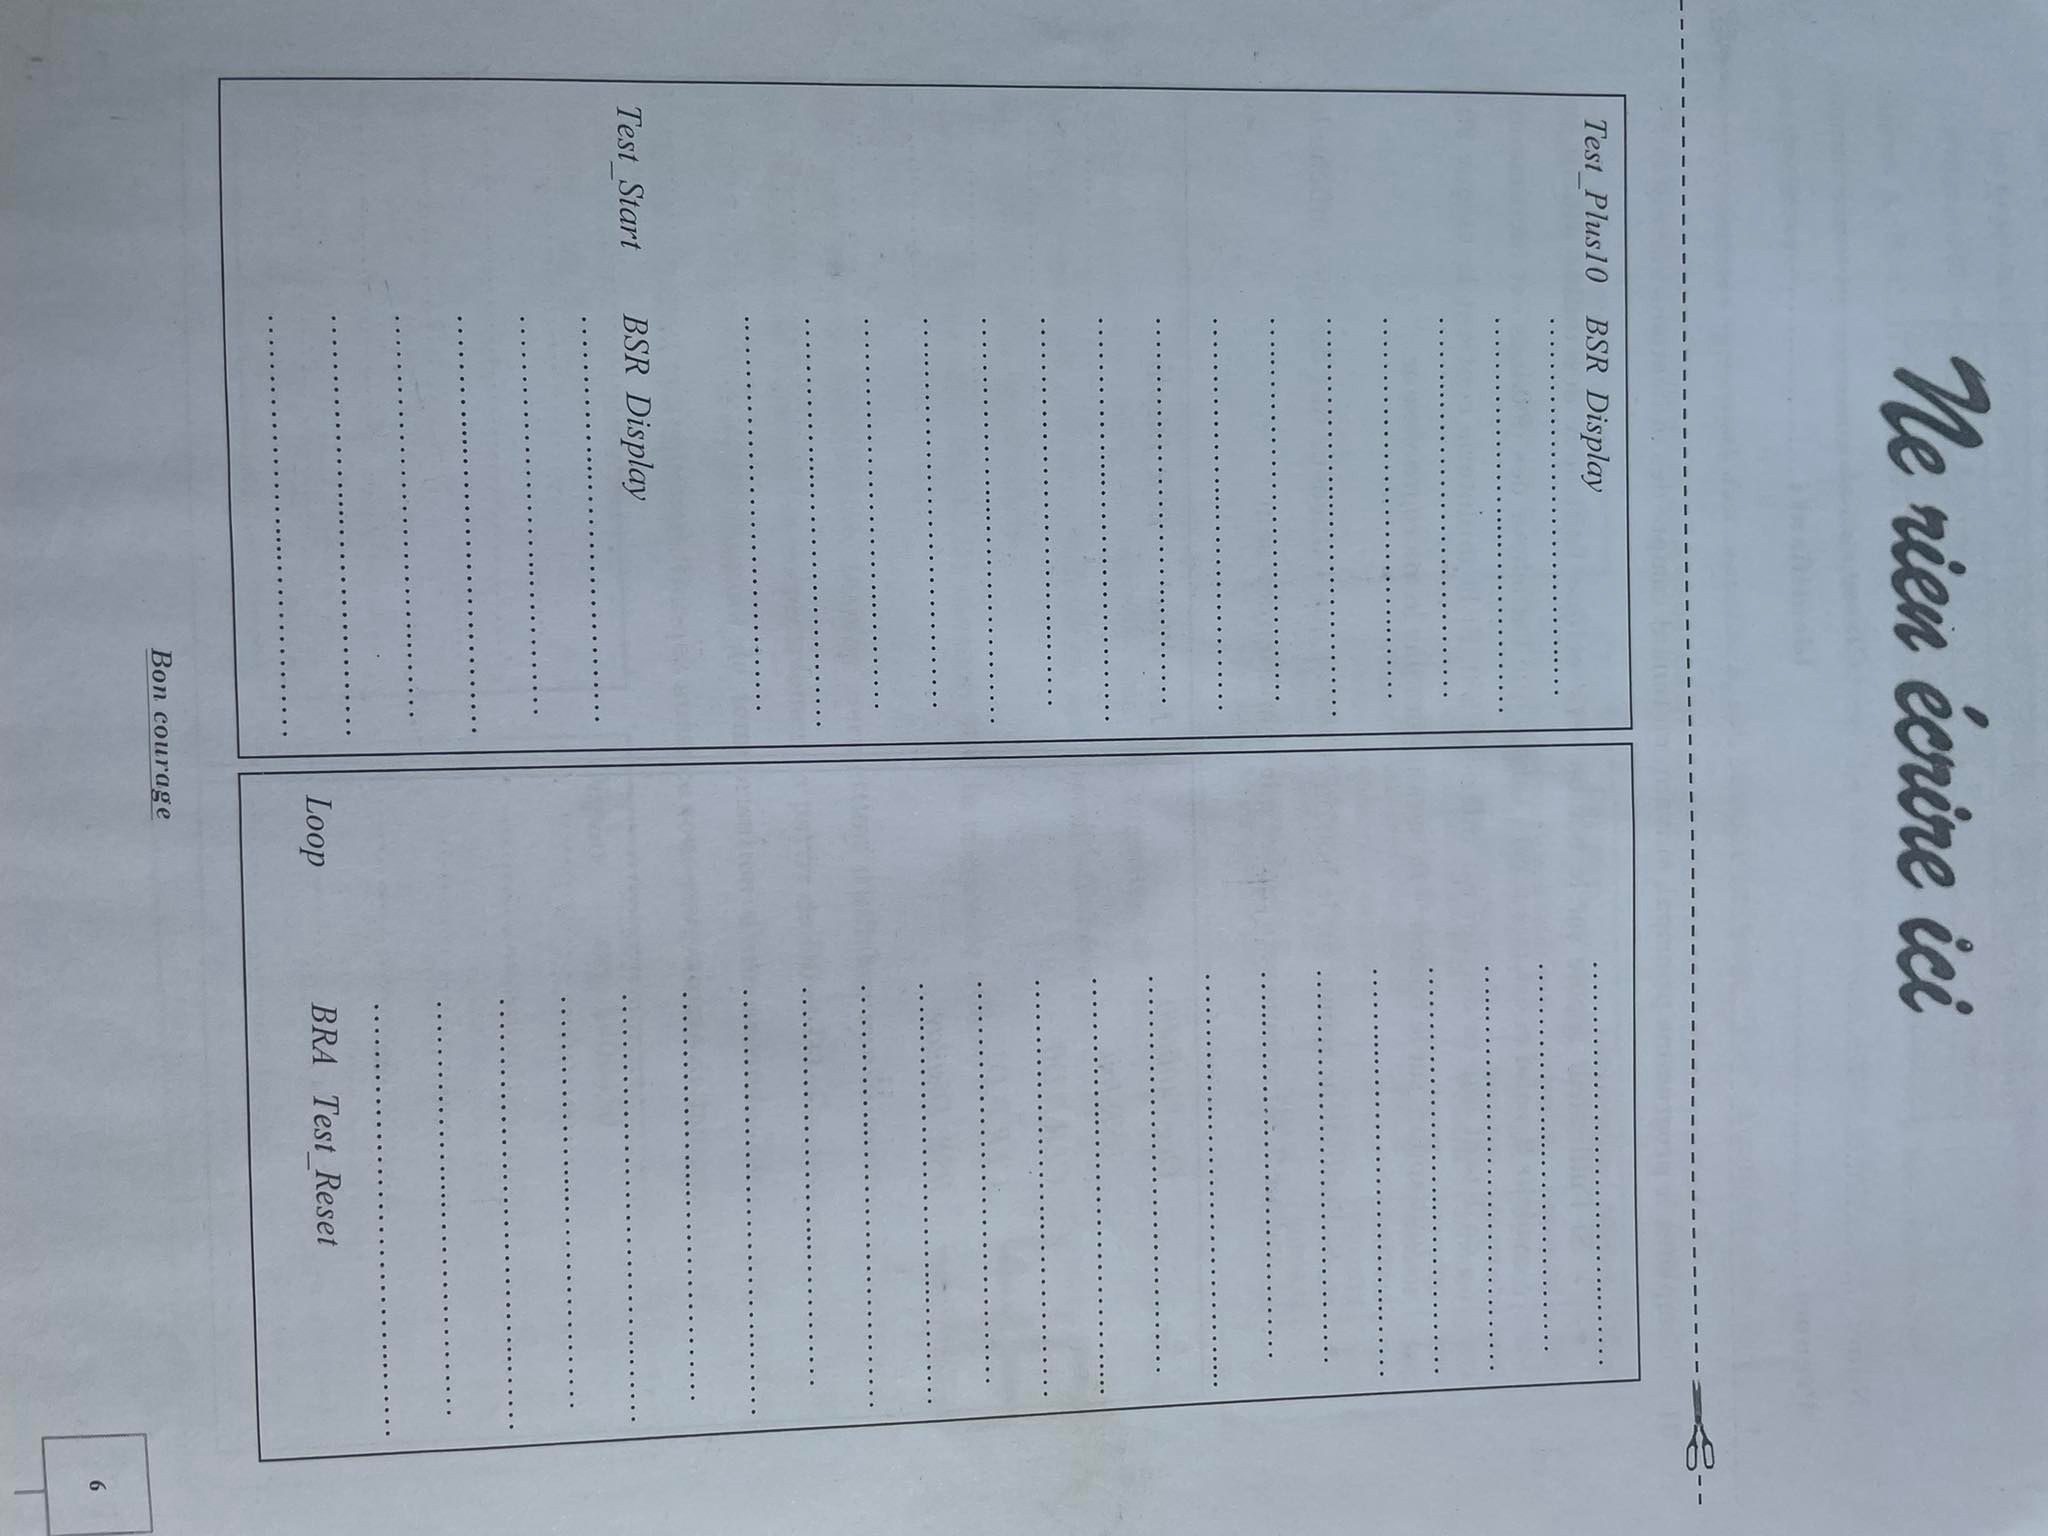 Ne rien écrire ici
Test_Plus10 BSR Display
Test_Start BSR Display
Loop BRA Test_Reset
Bon courage
6